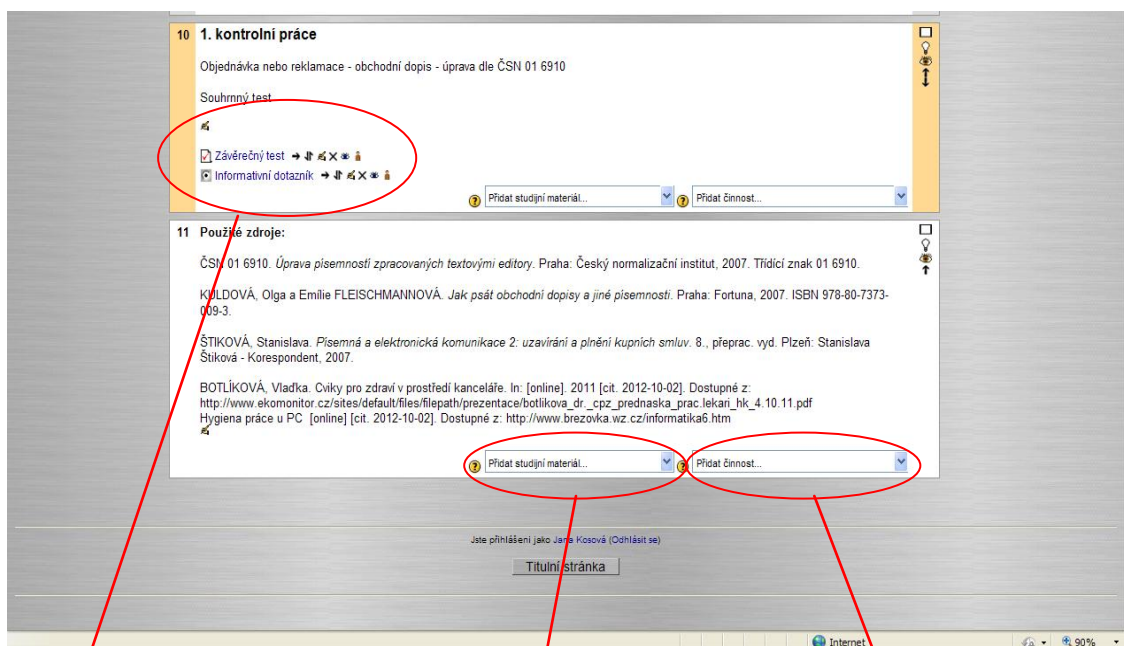 10 1. kontrolní práce
Objednávka nebo reklamace - obchodní dopis - úprava dle ČSN 01 6910
Souhrnný test
Závěrečný test
Informativní dotazník
Přidat studijní materiál...
Přidat činnost...
11 Použité zdroje:
ČSN 01 6910. Úprava písemností zpracovaných textovými editory. Praha: Český normalizační institut, 2007. Třídící znak 01 6910.
KULDOVÁ, Olga a Emílie FLEISCHMANNOVÁ. Jak psát obchodní dopisy a jiné písemnosti. Praha: Fortuna, 2007. ISBN 978-80-7373-
009-3.
ŠTIKOVÁ, Stanislava. Písemná a elektronická komunikace 2: uzavírání a plnění kupních smluv. 8., přeprac. vyd. Plzeň: Stanislava
Štiková - Korespondent, 2007.
BOTLÍKOVÁ, Vlaďka. Cviky pro zdraví v prostředí kanceláře. In: [online]. 2011 [cit. 2012-10-02]. Dostupné z:
http://www.ekomonitor.cz/sites/default/files/filepath/prezentace/botlikova_dr._cpz_prednaska_prac.lekari_hk_4.10.11.pdf
Hygiena práce u PC [online] [cit. 2012-10-02]. Dostupné z: http://www.brezovka.wz.cz/informatika6.htm
Přidat studijní materiál...
Přidat činnost...
Jste přihlášeni jako Jana Kosová (Odhlásit se)
Titulní stránka
Internet
90%